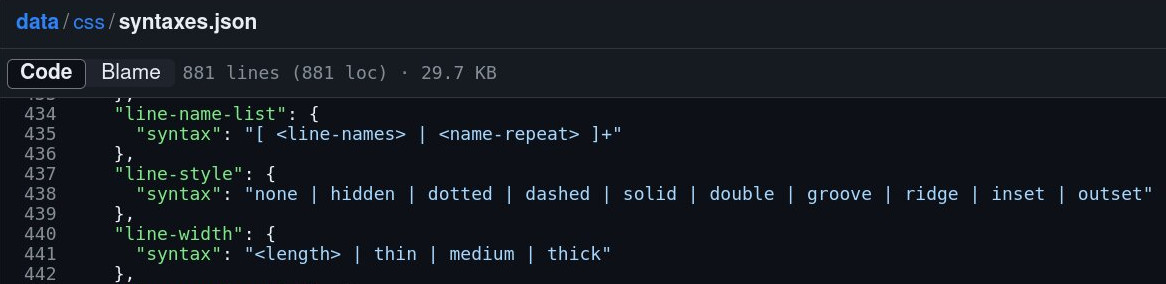 data/css/syntaxes.json
Code Blame 881 lines (881 loc) · 29.7 KB
433 },
434 "line-name-list": {
435 "syntax": "[ <line-names> | <name-repeat> ]+"
436 },
437 "line-style": {
438 "syntax": "none | hidden | dotted | dashed | solid | double | groove | ridge | inset | outset"
439 },
440 "line-width": {
441 "syntax": "<length> | thin | medium | thick"
442 },